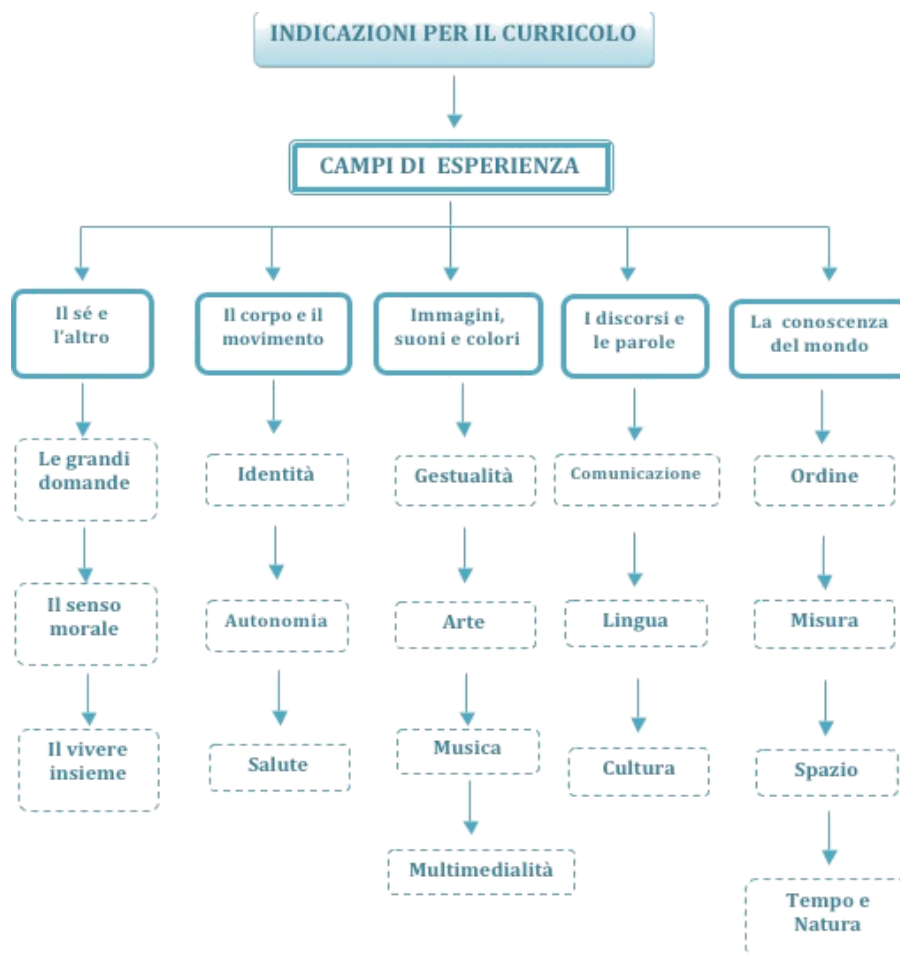 INDICAZIONI PER IL CURRICOLO
CAMPI DI ESPERIENZA
Il sé e
l'altro
Il corpo e il
movimento
Immagini,
suoni e colori
I discorsi e
le parole
La conoscenza
del mondo
Le grandi
domande
Identità
Gestualità
Comunicazione
Ordine
Il senso
morale
Autonomia
Arte
Lingua
Misura
Il vivere
insieme
Salute
Musica
Cultura
Spazio
Multimedialità
Tempo e
Natura